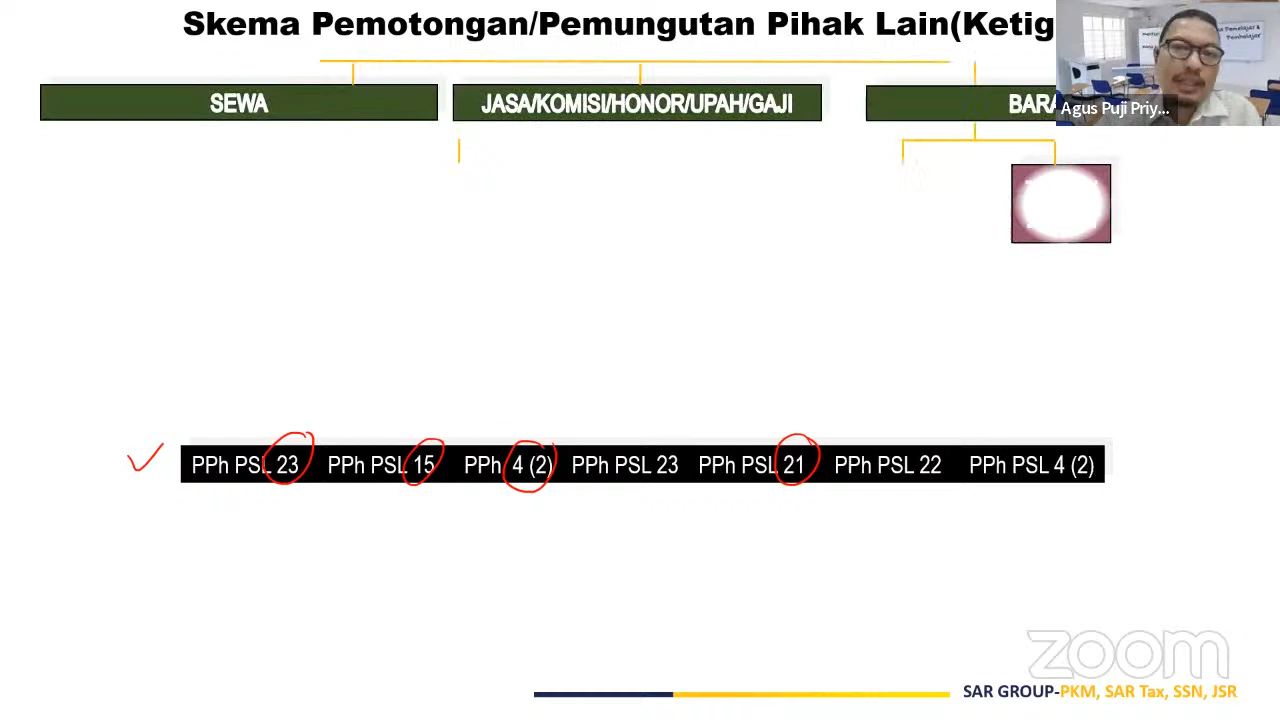 Skema Pemotongan/Pemungutan Pihak Lain(Ketig
SEWA
JASA/KOMISI/HONOR/UPAH/GAJI
BARA
Agus Puji Priy...
PPh PSL 23 PPh PSL 15 PPh 4 (2) PPh PSL 23 PPh PSL 21 PPh PSL 22 PPh PSL 4 (2)
zoom
SAR GROUP-PKM, SAR Tax, SSN, JSR